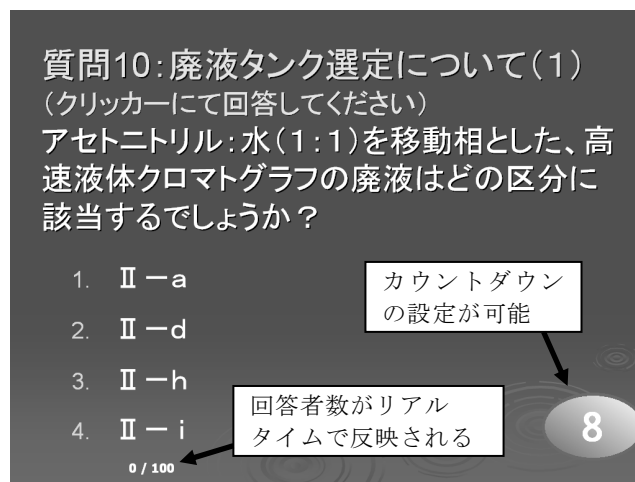 質問10：廃液タンク選定について（１）
（クリッカーにて回答してください）
アセトニトリル：水（１：１）を移動相とした、高
速液体クロマトグラフの廃液はどの区分に
該当するでしょうか？
1. Ⅱ－a
カウントダウン
の設定が可能
2. Ⅱ－d
3. Ⅱ－h
回答者数がリアル
タイムで反映される
4. Ⅱ－i
8
0 / 100